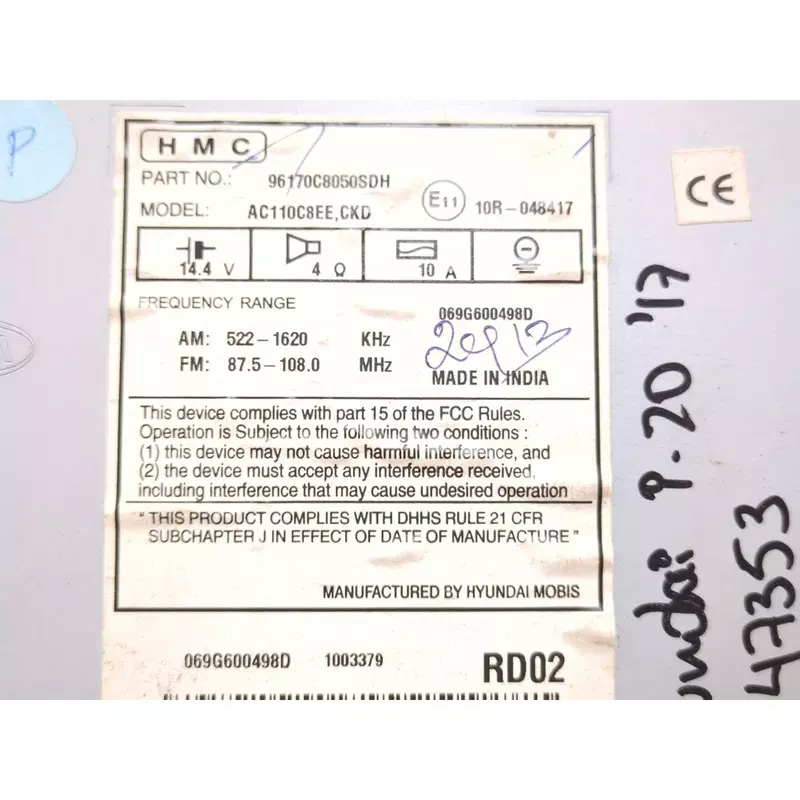 P
HMC
PART NO.: 96170C8050SDH
MODEL: AC110C8EE,CKD
E11 10R-048417
CE
14.4 V
4 Ω
10 A
FREQUENCY RANGE
069G600498D
AM: 522-1620 KHz
FM: 87.5-108.0 MHz
MADE IN INDIA
This device complies with part 15 of the FCC Rules.
Operation is Subject to the following two conditions :
(1) this device may not cause harmful interference, and
(2) the device must accept any interference received,
including interference that may cause undesired operation
" THIS PRODUCT COMPLIES WITH DHHS RULE 21 CFR
SUBCHAPTER J IN EFFECT OF DATE OF MANUFACTURE "
MANUFACTURED BY HYUNDAI MOBIS
069G600498D 1003379 RD02
undai i20 '17
47353